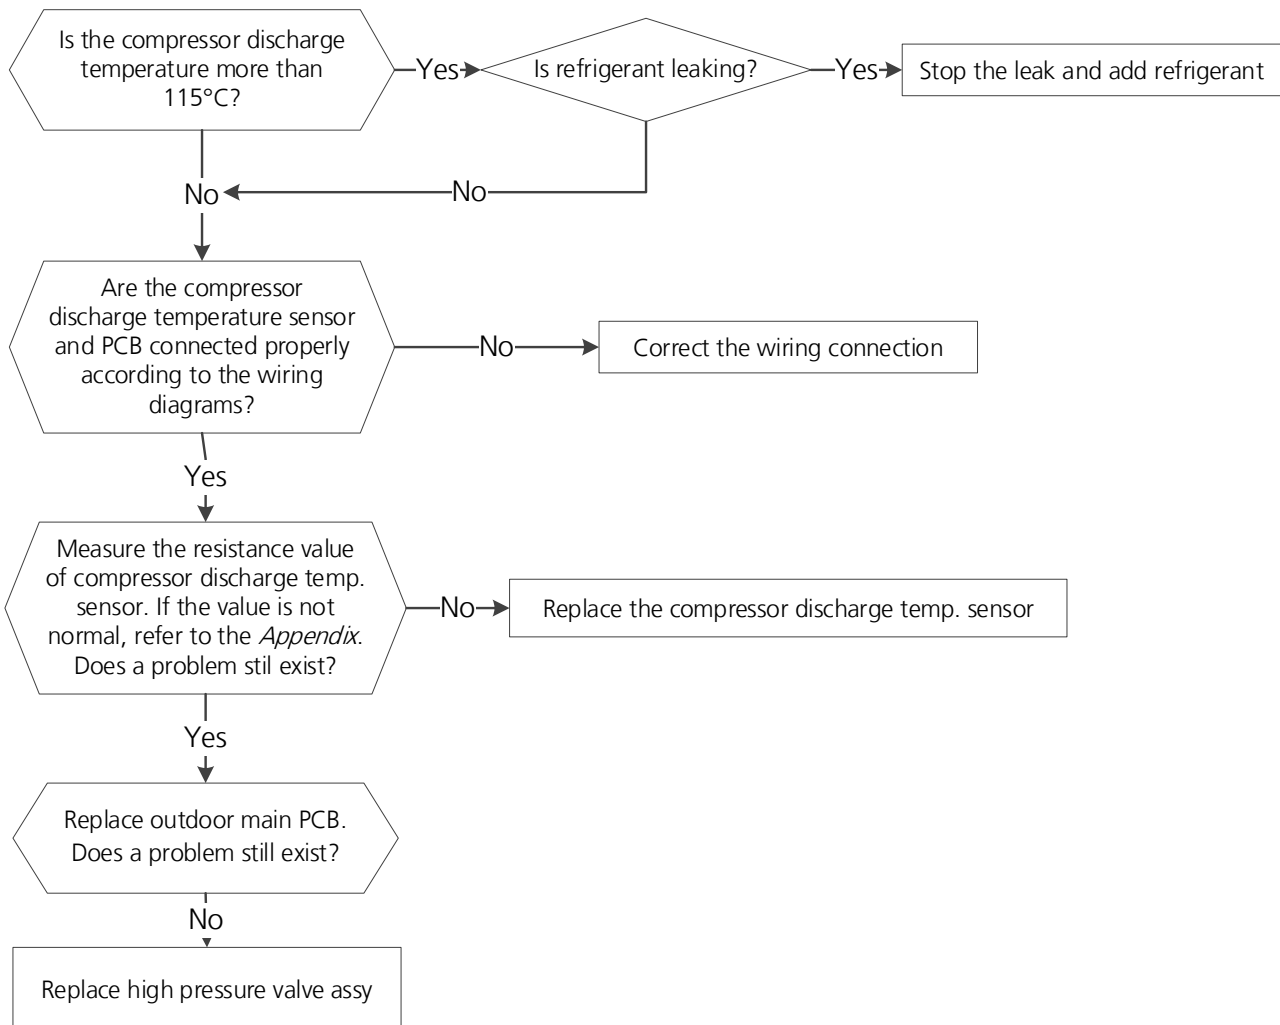 Is the compressor discharge
temperature more than
115°C?
Yes
Is refrigerant leaking?
Yes
Stop the leak and add refrigerant
No
No
Are the compressor
discharge temperature sensor
and PCB connected properly
according to the wiring
diagrams?
No
Correct the wiring connection
Yes
Measure the resistance value
of compressor discharge temp.
sensor. If the value is not
normal, refer to the Appendix.
Does a problem stil exist?
No
Replace the compressor discharge temp. sensor
Yes
Replace outdoor main PCB.
Does a problem still exist?
No
Replace high pressure valve assy